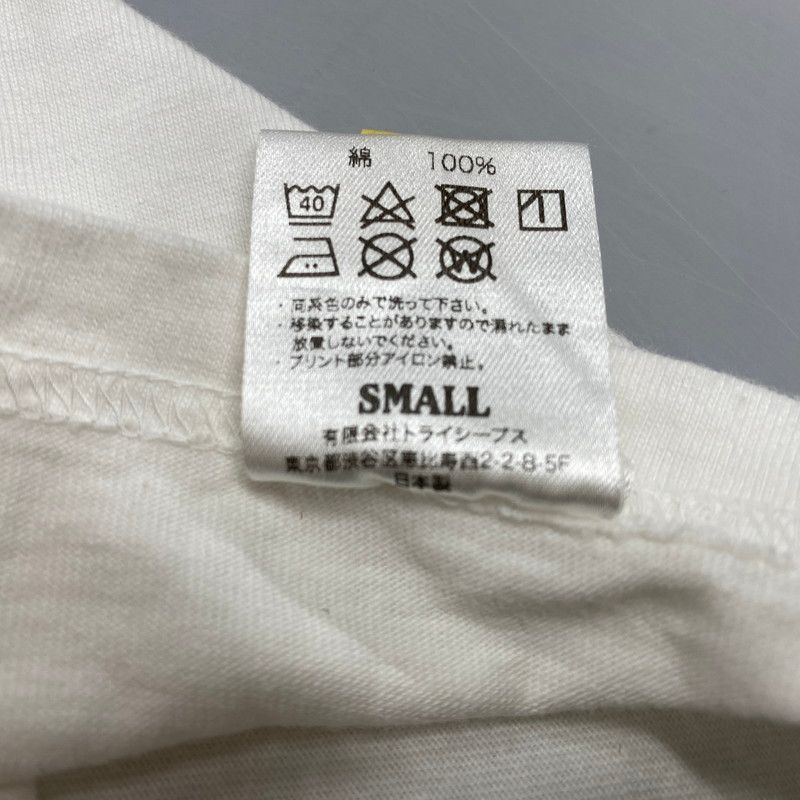 綿 100%
40
W
・同系色のみで洗って下さい。
・移染することがありますので濡れたまま
放置しないでください。
・プリント部分アイロン禁止。
SMALL
有限会社トライシープス
東京都渋谷区恵比寿西2-2-8-5F
日本製